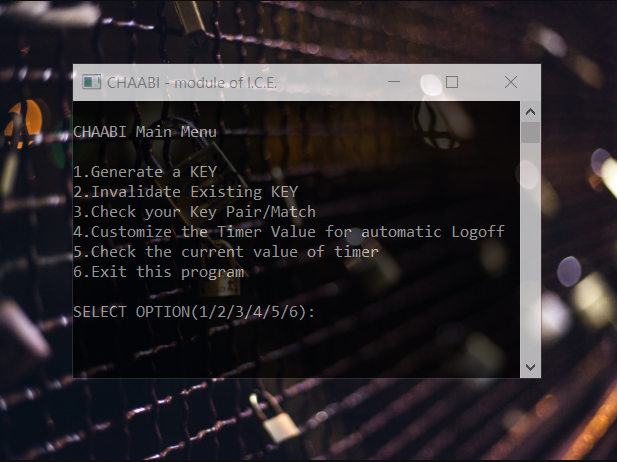 CHAABI - module of I.C.E.
CHAABI Main Menu
1.Generate a KEY
2.Invalidate Existing KEY
3.Check your Key Pair/Match
4.Customize the Timer Value for automatic Logoff
5.Check the current value of timer
6.Exit this program
SELECT OPTION(1/2/3/4/5/6):